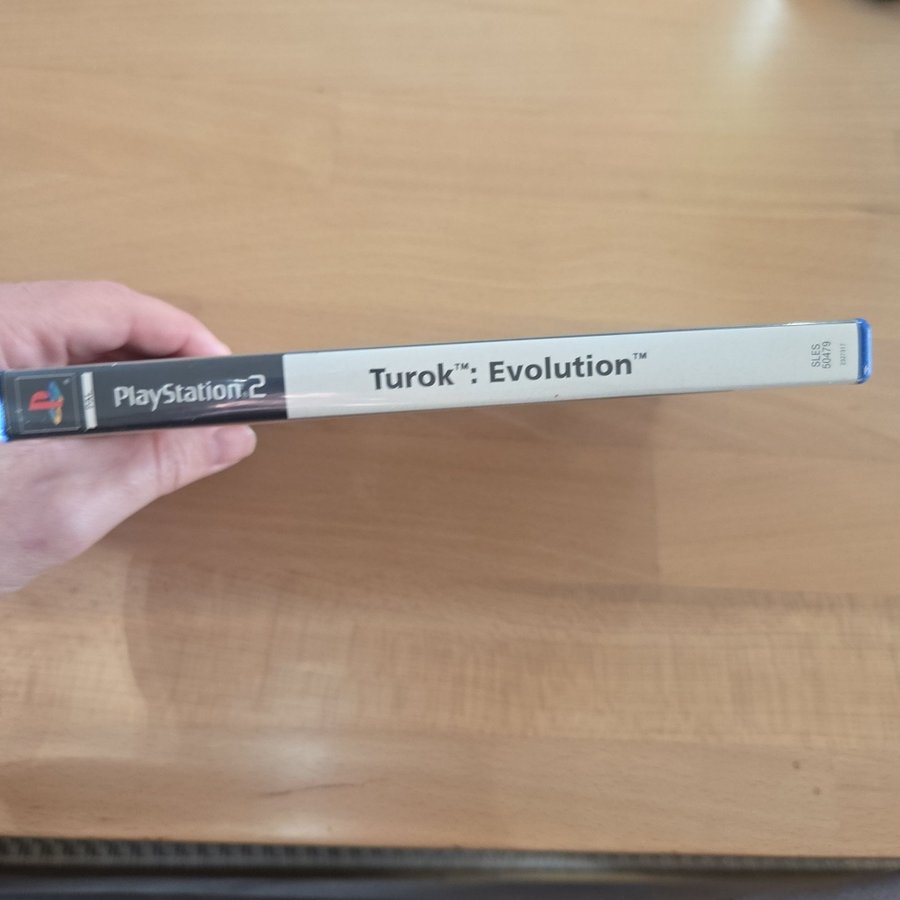 PlayStation®2
Turok™: Evolution™
SLES
50479